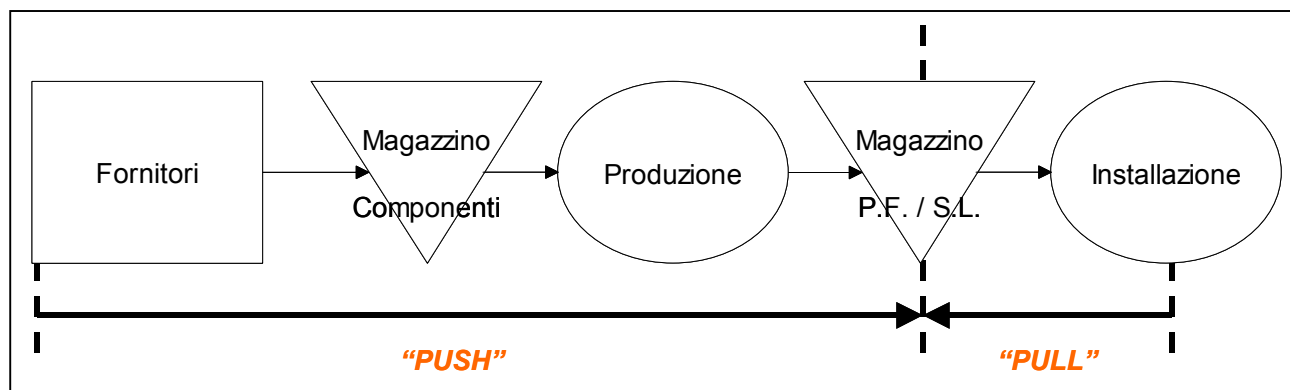 Fornitori
Magazzino
Componenti
Produzione
Magazzino
P.F. / S.L.
Installazione
“PUSH”
“PULL”